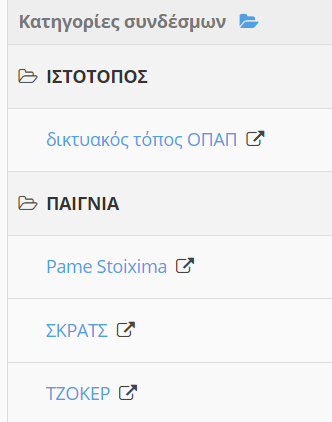 Κατηγορίες συνδέσμων
ΙΣΤΟΤΟΠΟΣ
δικτυακός τόπος ΟΠΑΠ
ΠΑΙΓΝΙΑ
Pame Stoixima
ΣΚΡΑΤΣ
ΤΖΟΚΕΡ